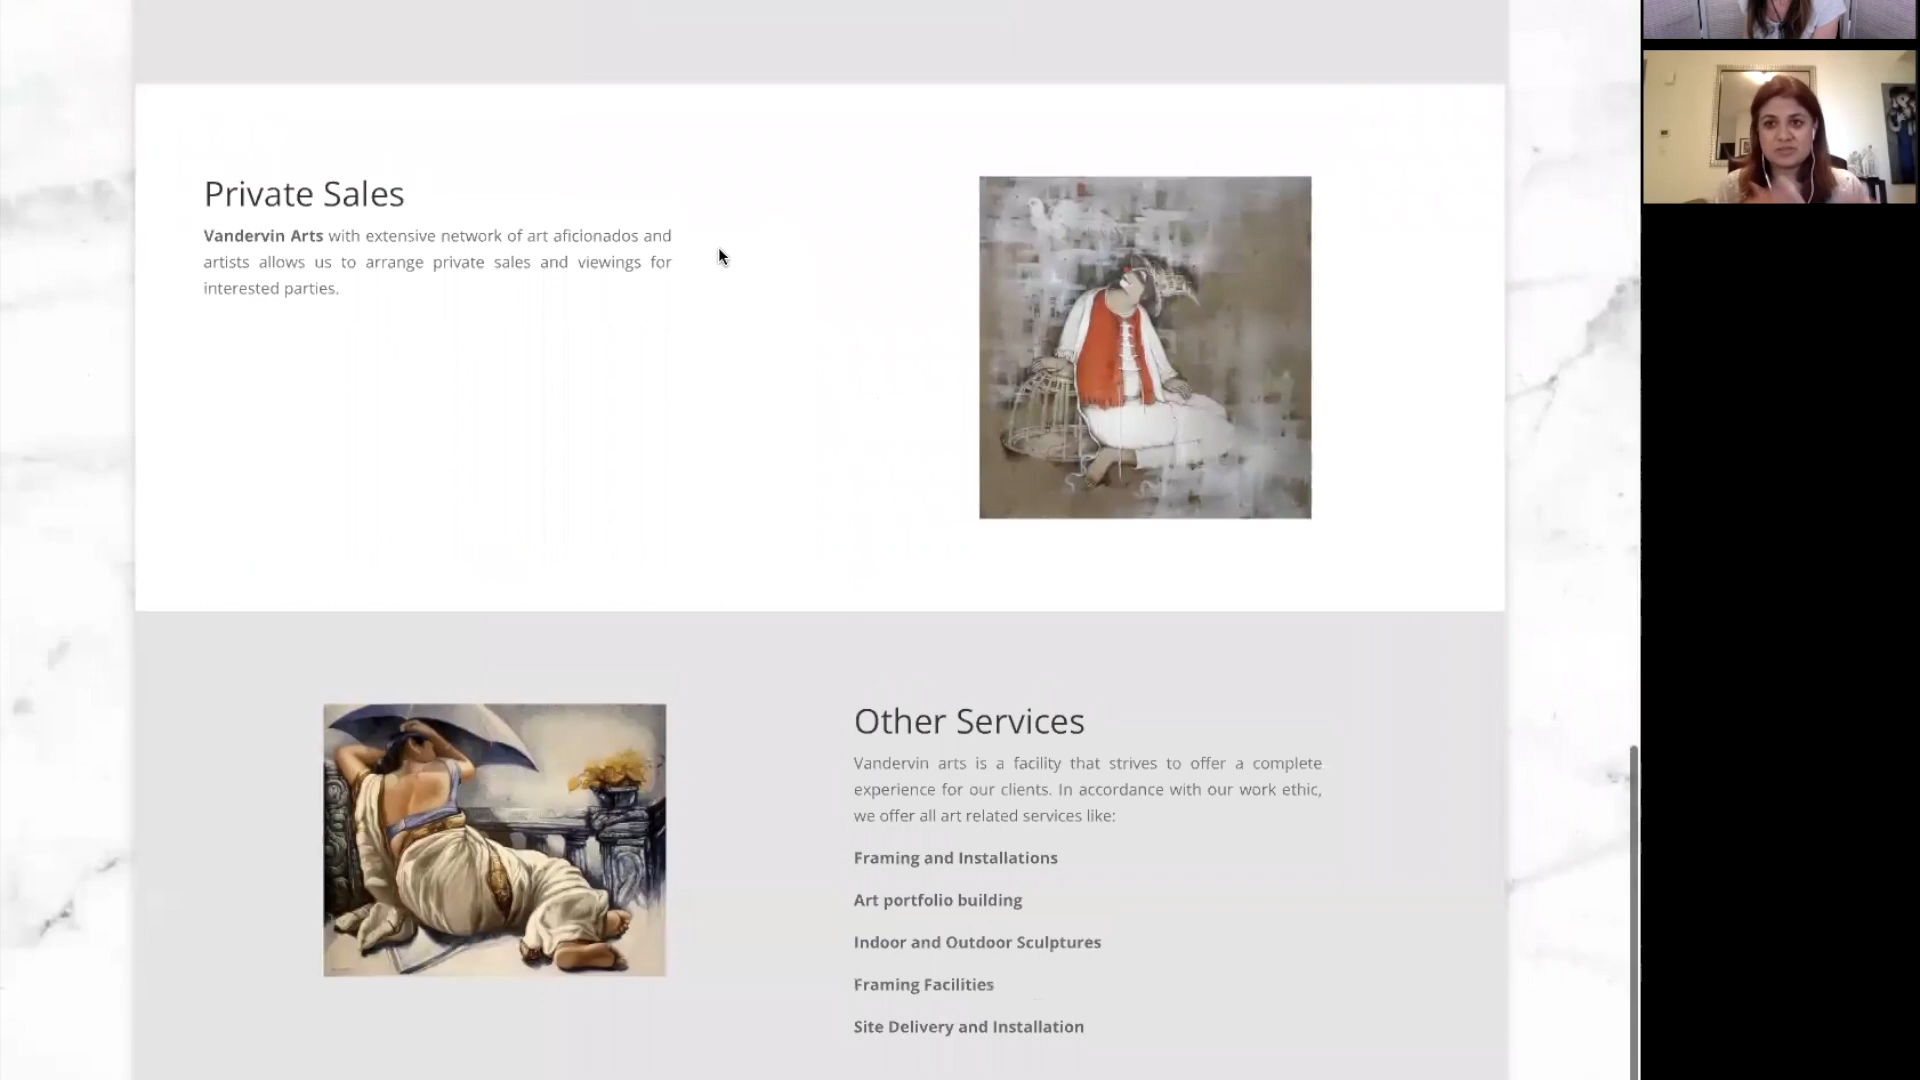 Private Sales
Vandervin Arts with extensive network of art aficionados and
artists allows us to arrange private sales and viewings for
interested parties.
Other Services
Vandervin arts is a facility that strives to offer a complete
experience for our clients. In accordance with our work ethic,
we offer all art related services like:
Framing and Installations
Art portfolio building
Indoor and Outdoor Sculptures
Framing Facilities
Site Delivery and Installation